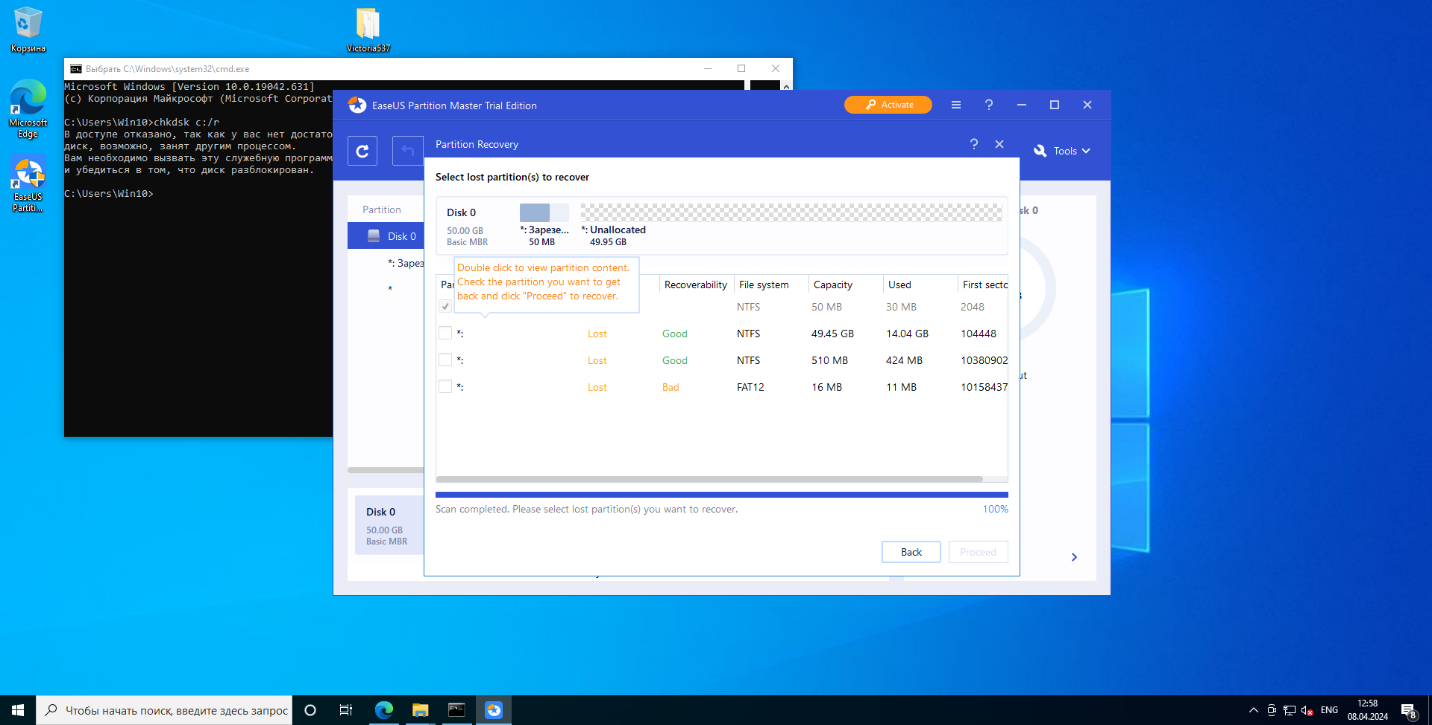 Корзина
Victoria537
Microsoft
Edge
EaseUS
Partiti...
Выбрать C:\Windows\system32\cmd.exe
Microsoft Windows [Version 10.0.19042.631]
(c) Корпорация Майкрософт (Microsoft Corporat
C:\Users\Win10>chkdsk c:/r
В доступе отказано, так как у вас нет достато
диск, возможно, занят другим процессом.
Вам необходимо вызвать эту служебную программ
и убедиться в том, что диск разблокирован.
C:\Users\Win10>
EaseUS Partition Master Trial Edition
Activate
Tools
Partition
Disk 0
*: Зарез
*
Disk 0
50.00 GB
Basic MBR
sk 0
ut
Partition Recovery
Select lost partition(s) to recover
Disk 0
50.00 GB
Basic MBR
*: Зарезе...
50 MB
*: Unallocated
49.95 GB
Double click to view partition content.
Check the partition you want to get
back and click "Proceed" to recover.
Par Recoverability File system Capacity Used First secto
NTFS 50 MB 30 MB 2048
*: Lost Good NTFS 49.45 GB 14.04 GB 104448
*: Lost Good NTFS 510 MB 424 MB 10380902
*: Lost Bad FAT12 16 MB 11 MB 10158437
Scan completed. Please select lost partition(s) you want to recover. 100%
Back Proceed
Чтобы начать поиск, введите здесь запрос
ENG
12:58
08.04.2024
8